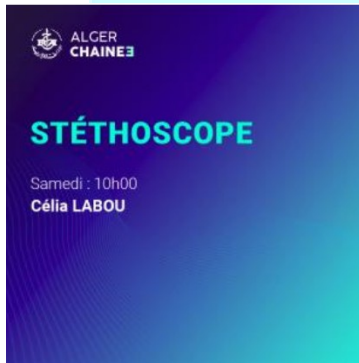 ALGER
CHAINE3
STÉTHOSCOPE
Samedi : 10h00
Célia LABOU